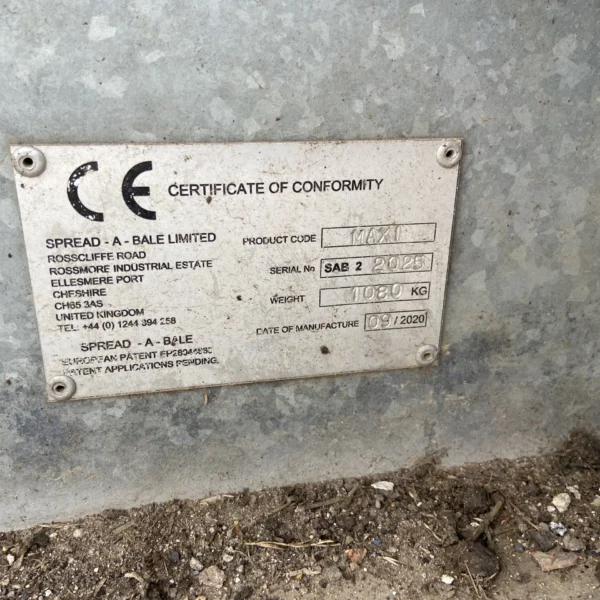 CE CERTIFICATE OF CONFORMITY
SPREAD - A - BALE LIMITED
ROSSCLIFFE ROAD
ROSSMORE INDUSTRIAL ESTATE
ELLESMERE PORT
CHESHIRE
CH65 3AS
UNITED KINGDOM
TEL: +44 (0) 1244 394 258
SPREAD - A - BALE
EUROPEAN PATENT
PATENT APPLICATIONS PENDING.
PRODUCT CODE MAXI
SERIAL No SAB 2 2025
WEIGHT 1080 KG
DATE OF MANUFACTURE 09 / 2020